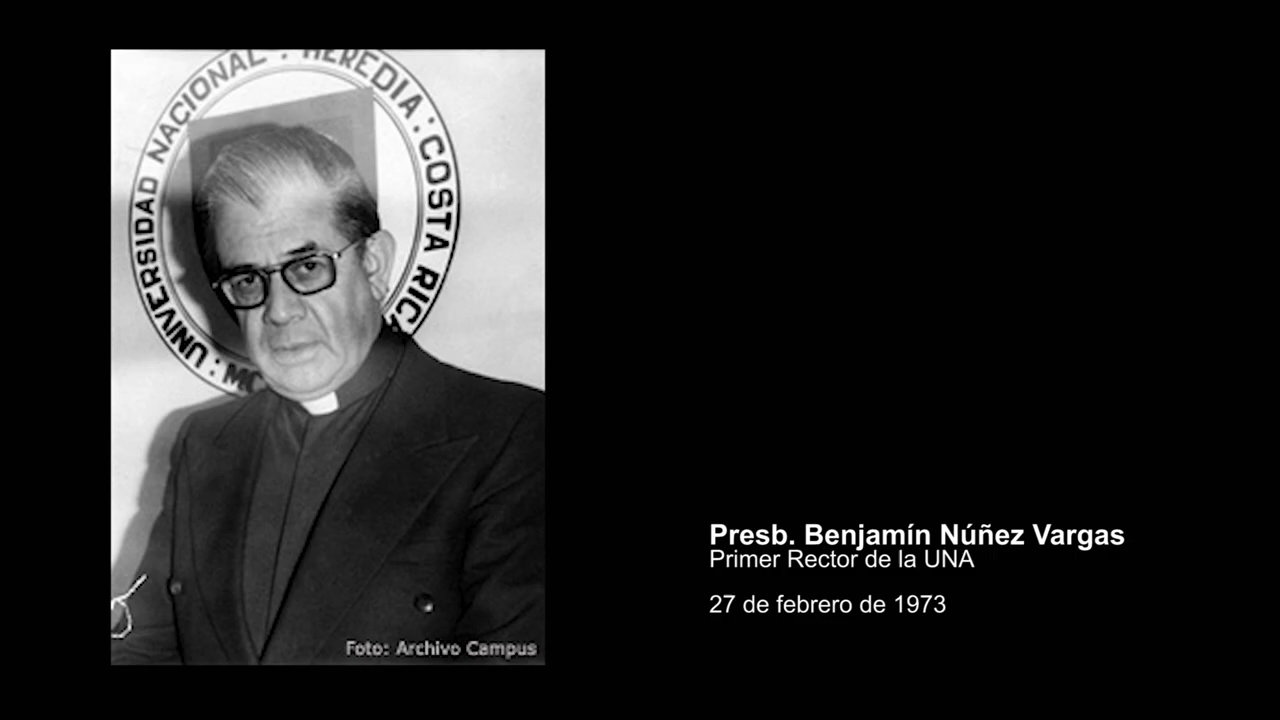 UNIVERSIDAD NACIONAL · HEREDIA : COSTA RICA
: MC
Foto: Archivo Campus
Presb. Benjamín Núñez Vargas
Primer Rector de la UNA
27 de febrero de 1973